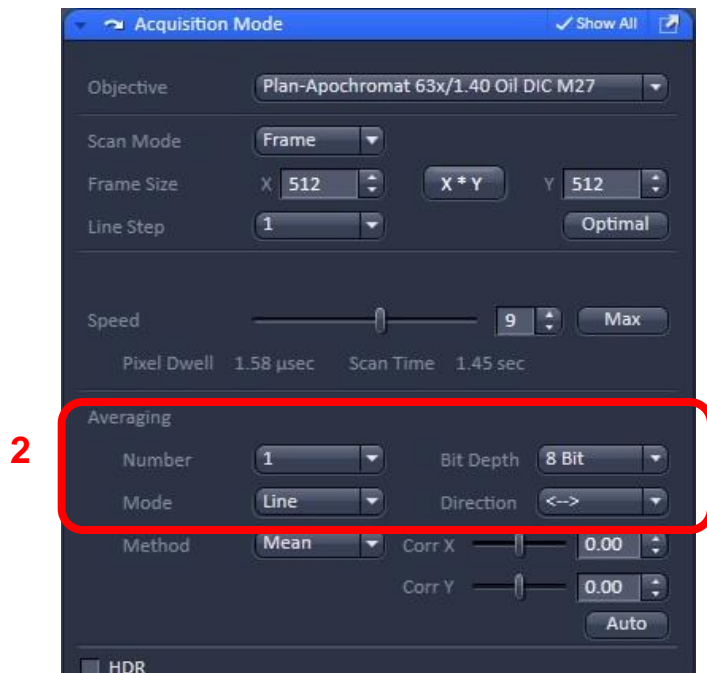 Acquisition Mode ✓ Show All
Objective Plan-Apochromat 63x/1.40 Oil DIC M27
Scan Mode Frame
Frame Size X 512 X * Y Y 512
Line Step 1 Optimal
Speed 9 Max
Pixel Dwell 1.58 µsec Scan Time 1.45 sec
Averaging
2
Number 1 Bit Depth 8 Bit
Mode Line Direction <-->
Method Mean Corr X 0.00
Corr Y 0.00
Auto
HDR